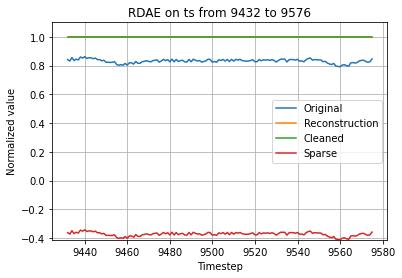 RDAE on ts from 9432 to 9576
Normalized value
1.0
0.8
0.6
0.4
0.2
0.0
−0.2
−0.4
Original
Reconstruction
Cleaned
Sparse
9440 9460 9480 9500 9520 9540 9560 9580
Timestep